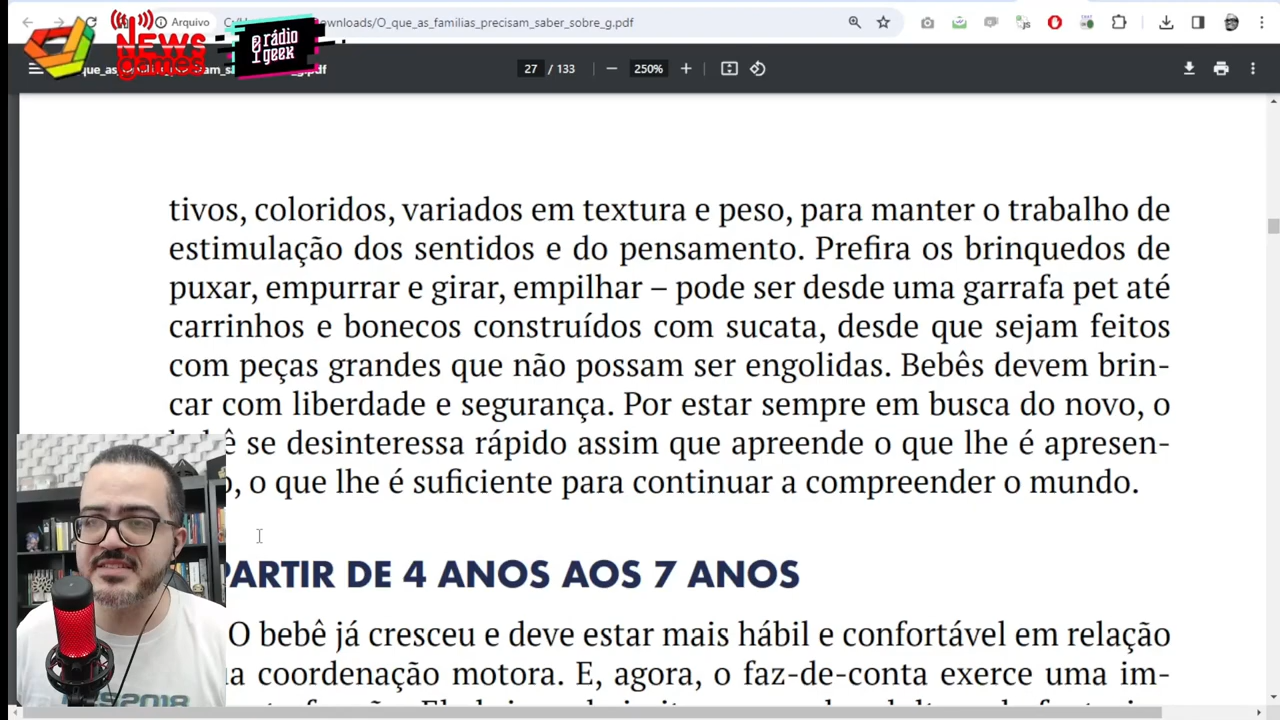 Arquivo
ownloads/O_que_as_familias_precisam_saber_sobre_g.pdf
NEWS
games
rádio
geek
27 / 133
250%
tivos, coloridos, variados em textura e peso, para manter o trabalho de
estimulação dos sentidos e do pensamento. Prefira os brinquedos de
puxar, empurrar e girar, empilhar – pode ser desde uma garrafa pet até
carrinhos e bonecos construídos com sucata, desde que sejam feitos
com peças grandes que não possam ser engolidas. Bebês devem brin-
car com liberdade e segurança. Por estar sempre em busca do novo, o
se desinteressa rápido assim que apreende o que lhe é apresen-
o que lhe é suficiente para continuar a compreender o mundo.
PARTIR DE 4 ANOS AOS 7 ANOS
O bebê já cresceu e deve estar mais hábil e confortável em relação
coordenação motora. E, agora, o faz-de-conta exerce uma im-